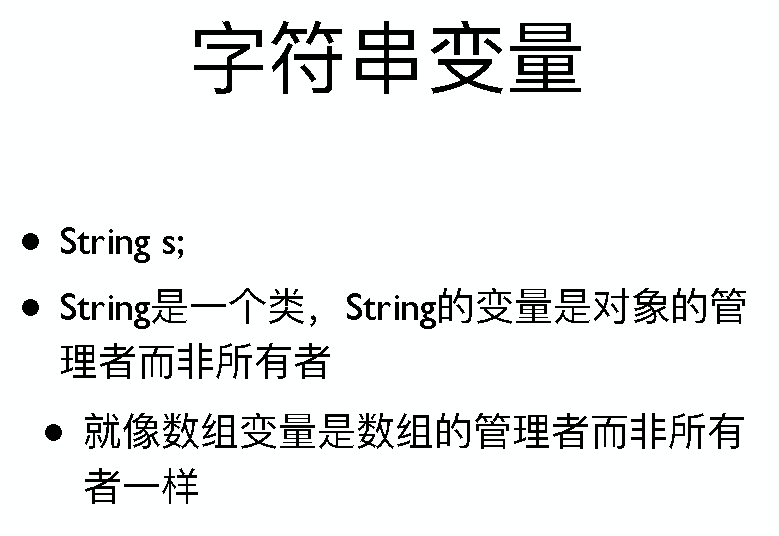 字符串变量
• String s;
• String是一个类，String的变量是对象的管
理者而非所有者
• 就像数组变量是数组的管理者而非所有
者一样